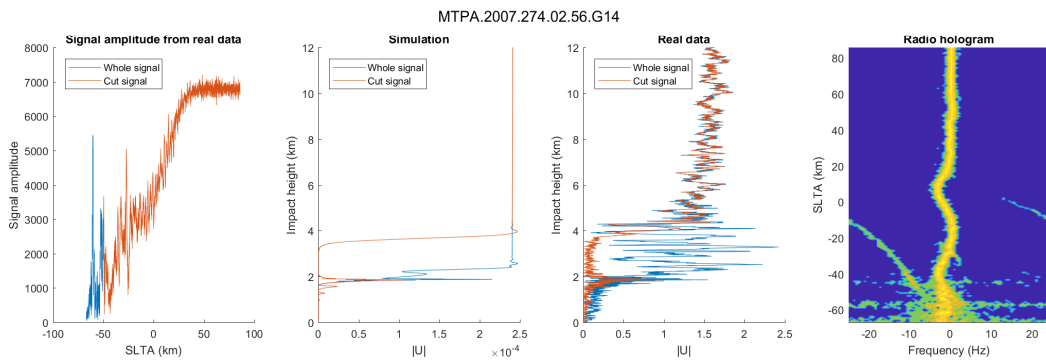 MTPA.2007.274.02.56.G14
Signal amplitude from real data
Whole signal
Cut signal
8000
7000
6000
5000
4000
3000
2000
1000
0
Signal amplitude
-100
-50
0
50
100
SLTA (km)
Simulation
Whole signal
Cut signal
12
10
8
6
4
2
0
Impact height (km)
0
0.5
1
1.5
2
2.5
|U|
×10⁻⁴
Real data
Whole signal
Cut signal
12
10
8
6
4
2
0
Impact height (km)
0
0.5
1
1.5
2
2.5
|U|
Radio hologram
80
60
40
20
0
-20
-40
-60
SLTA (km)
-20
-10
0
10
20
Frequency (Hz)